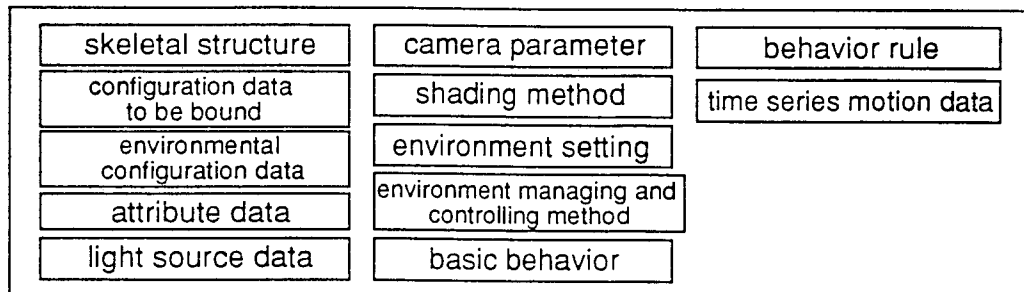 skeletal structure
configuration data
to be bound
environmental
configuration data
attribute data
light source data
camera parameter
shading method
environment setting
environment managing and
controlling method
basic behavior
behavior rule
time series motion data